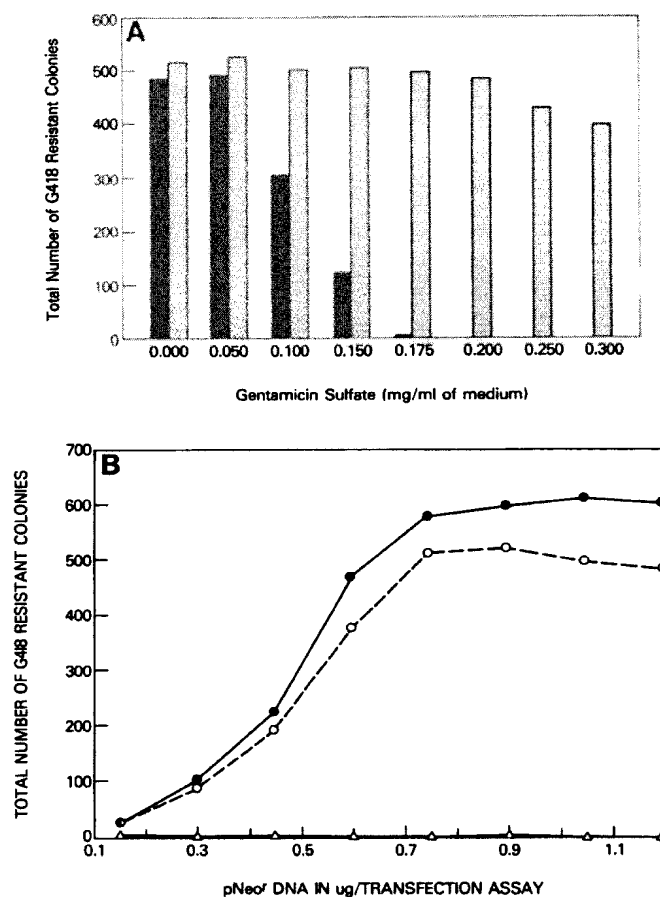 A
Total Number of G418 Resistant Colonies
600
500
400
300
200
100
0
0.000 0.050 0.100 0.150 0.175 0.200 0.250 0.300
Gentamicin Sulfate (mg/ml of medium)
B
TOTAL NUMBER OF G418 RESISTANT COLONIES
700
600
500
400
300
200
100
0
0.1 0.3 0.5 0.7 0.9 1.1
pNeoʳ DNA IN ug/TRANSFECTION ASSAY